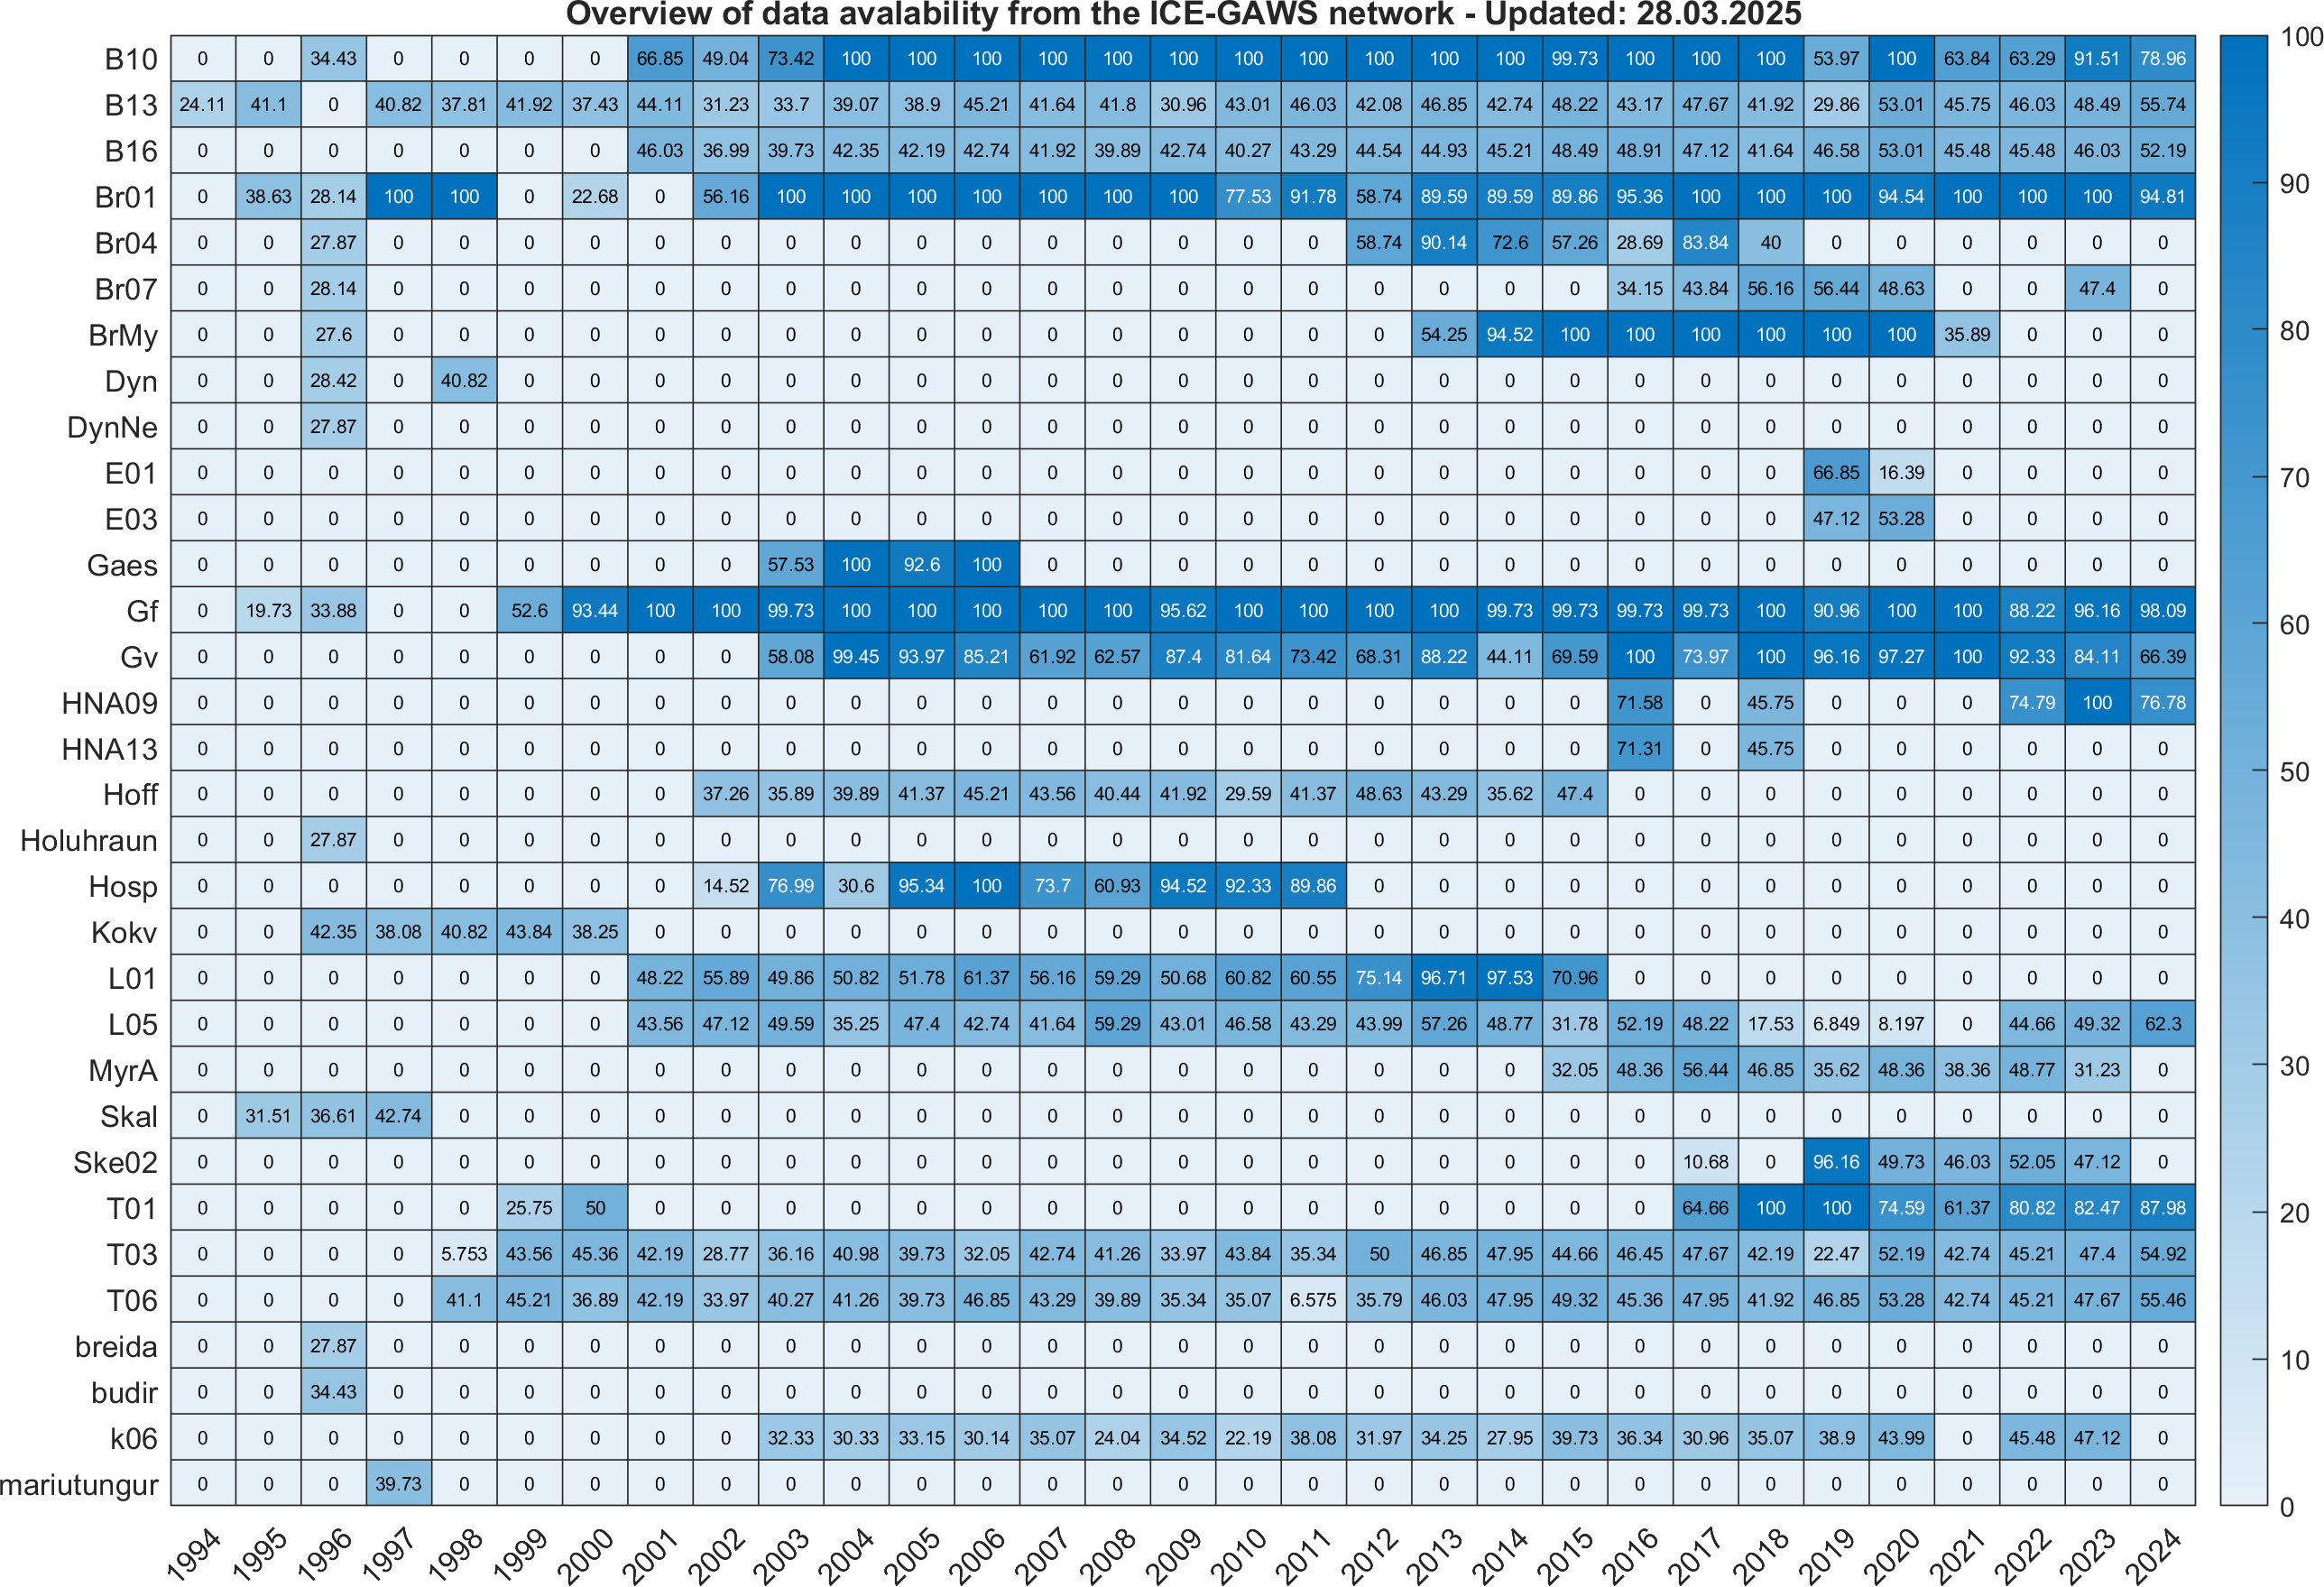 Overview of data avalability from the ICE-GAWS network - Updated: 28.03.2025
B10 0 0 34.43 0 0 0 0 66.85 49.04 73.42 100 100 100 100 100 100 100 100 100 100 100 99.73 100 100 100 53.97 100 63.84 63.29 91.51 78.96
B13 24.11 41.1 0 40.82 37.81 41.92 37.43 44.11 31.23 33.7 39.07 38.9 45.21 41.64 41.8 30.96 43.01 46.03 42.08 46.85 42.74 48.22 43.17 47.67 41.92 29.86 53.01 45.75 46.03 48.49 55.74
B16 0 0 0 0 0 0 0 46.03 36.99 39.73 42.35 42.19 42.74 41.92 39.89 42.74 40.27 43.29 44.54 44.93 45.21 48.49 48.91 47.12 41.64 46.58 53.01 45.48 45.48 46.03 52.19
Br01 0 38.63 28.14 100 100 0 22.68 0 56.16 100 100 100 100 100 100 100 77.53 91.78 58.74 89.59 89.59 89.86 95.36 100 100 100 94.54 100 100 100 94.81
Br04 0 0 27.87 0 0 0 0 0 0 0 0 0 0 0 0 0 0 0 58.74 90.14 72.6 57.26 28.69 83.84 40 0 0 0 0 0 0
Br07 0 0 28.14 0 0 0 0 0 0 0 0 0 0 0 0 0 0 0 0 0 0 0 34.15 43.84 56.16 56.44 48.63 0 0 47.4 0
BrMy 0 0 27.6 0 0 0 0 0 0 0 0 0 0 0 0 0 0 0 0 54.25 94.52 100 100 100 100 100 100 35.89 0 0 0
Dyn 0 0 28.42 0 40.82 0 0 0 0 0 0 0 0 0 0 0 0 0 0 0 0 0 0 0 0 0 0 0 0 0 0
DynNe 0 0 27.87 0 0 0 0 0 0 0 0 0 0 0 0 0 0 0 0 0 0 0 0 0 0 0 0 0 0 0 0
E01 0 0 0 0 0 0 0 0 0 0 0 0 0 0 0 0 0 0 0 0 0 0 0 0 0 66.85 16.39 0 0 0 0
E03 0 0 0 0 0 0 0 0 0 0 0 0 0 0 0 0 0 0 0 0 0 0 0 0 0 47.12 53.28 0 0 0 0
Gaes 0 0 0 0 0 0 0 0 0 57.53 100 92.6 100 0 0 0 0 0 0 0 0 0 0 0 0 0 0 0 0 0 0
Gf 0 19.73 33.88 0 0 52.6 93.44 100 100 99.73 100 100 100 100 100 95.62 100 100 100 100 99.73 99.73 99.73 99.73 100 90.96 100 100 88.22 96.16 98.09
Gv 0 0 0 0 0 0 0 0 0 58.08 99.45 93.97 85.21 61.92 62.57 87.4 81.64 73.42 68.31 88.22 44.11 69.59 100 73.97 100 96.16 97.27 100 92.33 84.11 66.39
HNA09 0 0 0 0 0 0 0 0 0 0 0 0 0 0 0 0 0 0 0 0 0 0 71.58 0 45.75 0 0 0 74.79 100 76.78
HNA13 0 0 0 0 0 0 0 0 0 0 0 0 0 0 0 0 0 0 0 0 0 0 71.31 0 45.75 0 0 0 0 0 0
Hoff 0 0 0 0 0 0 0 0 37.26 35.89 39.89 41.37 45.21 43.56 40.44 41.92 29.59 41.37 48.63 43.29 35.62 47.4 0 0 0 0 0 0 0 0 0
Holuhraun 0 0 27.87 0 0 0 0 0 0 0 0 0 0 0 0 0 0 0 0 0 0 0 0 0 0 0 0 0 0 0 0
Hosp 0 0 0 0 0 0 0 0 14.52 76.99 30.6 95.34 100 73.7 60.93 94.52 92.33 89.86 0 0 0 0 0 0 0 0 0 0 0 0 0
Kokv 0 0 42.35 38.08 40.82 43.84 38.25 0 0 0 0 0 0 0 0 0 0 0 0 0 0 0 0 0 0 0 0 0 0 0 0
L01 0 0 0 0 0 0 0 48.22 55.89 49.86 50.82 51.78 61.37 56.16 59.29 50.68 60.82 60.55 75.14 96.71 97.53 70.96 0 0 0 0 0 0 0 0 0
L05 0 0 0 0 0 0 0 43.56 47.12 49.59 35.25 47.4 42.74 41.64 59.29 43.01 46.58 43.29 43.99 57.26 48.77 31.78 52.19 48.22 17.53 6.849 8.197 0 44.66 49.32 62.3
MyrA 0 0 0 0 0 0 0 0 0 0 0 0 0 0 0 0 0 0 0 0 0 32.05 48.36 56.44 46.85 35.62 48.36 38.36 48.77 31.23 0
Skal 0 31.51 36.61 42.74 0 0 0 0 0 0 0 0 0 0 0 0 0 0 0 0 0 0 0 0 0 0 0 0 0 0 0
Ske02 0 0 0 0 0 0 0 0 0 0 0 0 0 0 0 0 0 0 0 0 0 0 0 10.68 0 96.16 49.73 46.03 52.05 47.12 0
T01 0 0 0 0 0 25.75 50 0 0 0 0 0 0 0 0 0 0 0 0 0 0 0 0 64.66 100 100 74.59 61.37 80.82 82.47 87.98
T03 0 0 0 0 5.753 43.56 45.36 42.19 28.77 36.16 40.98 39.73 32.05 42.74 41.26 33.97 43.84 35.34 50 46.85 47.95 44.66 46.45 47.67 42.19 22.47 52.19 42.74 45.21 47.4 54.92
T06 0 0 0 0 41.1 45.21 36.89 42.19 33.97 40.27 41.26 39.73 46.85 43.29 39.89 35.34 35.07 6.575 35.79 46.03 47.95 49.32 45.36 47.95 41.92 46.85 53.28 42.74 45.21 47.67 55.46
breida 0 0 27.87 0 0 0 0 0 0 0 0 0 0 0 0 0 0 0 0 0 0 0 0 0 0 0 0 0 0 0 0
budir 0 0 34.43 0 0 0 0 0 0 0 0 0 0 0 0 0 0 0 0 0 0 0 0 0 0 0 0 0 0 0 0
k06 0 0 0 0 0 0 0 0 0 32.33 30.33 33.15 30.14 35.07 24.04 34.52 22.19 38.08 31.97 34.25 27.95 39.73 36.34 30.96 35.07 38.9 43.99 0 45.48 47.12 0
mariutungur 0 0 0 39.73 0 0 0 0 0 0 0 0 0 0 0 0 0 0 0 0 0 0 0 0 0 0 0 0 0 0 0
1994 1995 1996 1997 1998 1999 2000 2001 2002 2003 2004 2005 2006 2007 2008 2009 2010 2011 2012 2013 2014 2015 2016 2017 2018 2019 2020 2021 2022 2023 2024
100
90
80
70
60
50
40
30
20
10
0